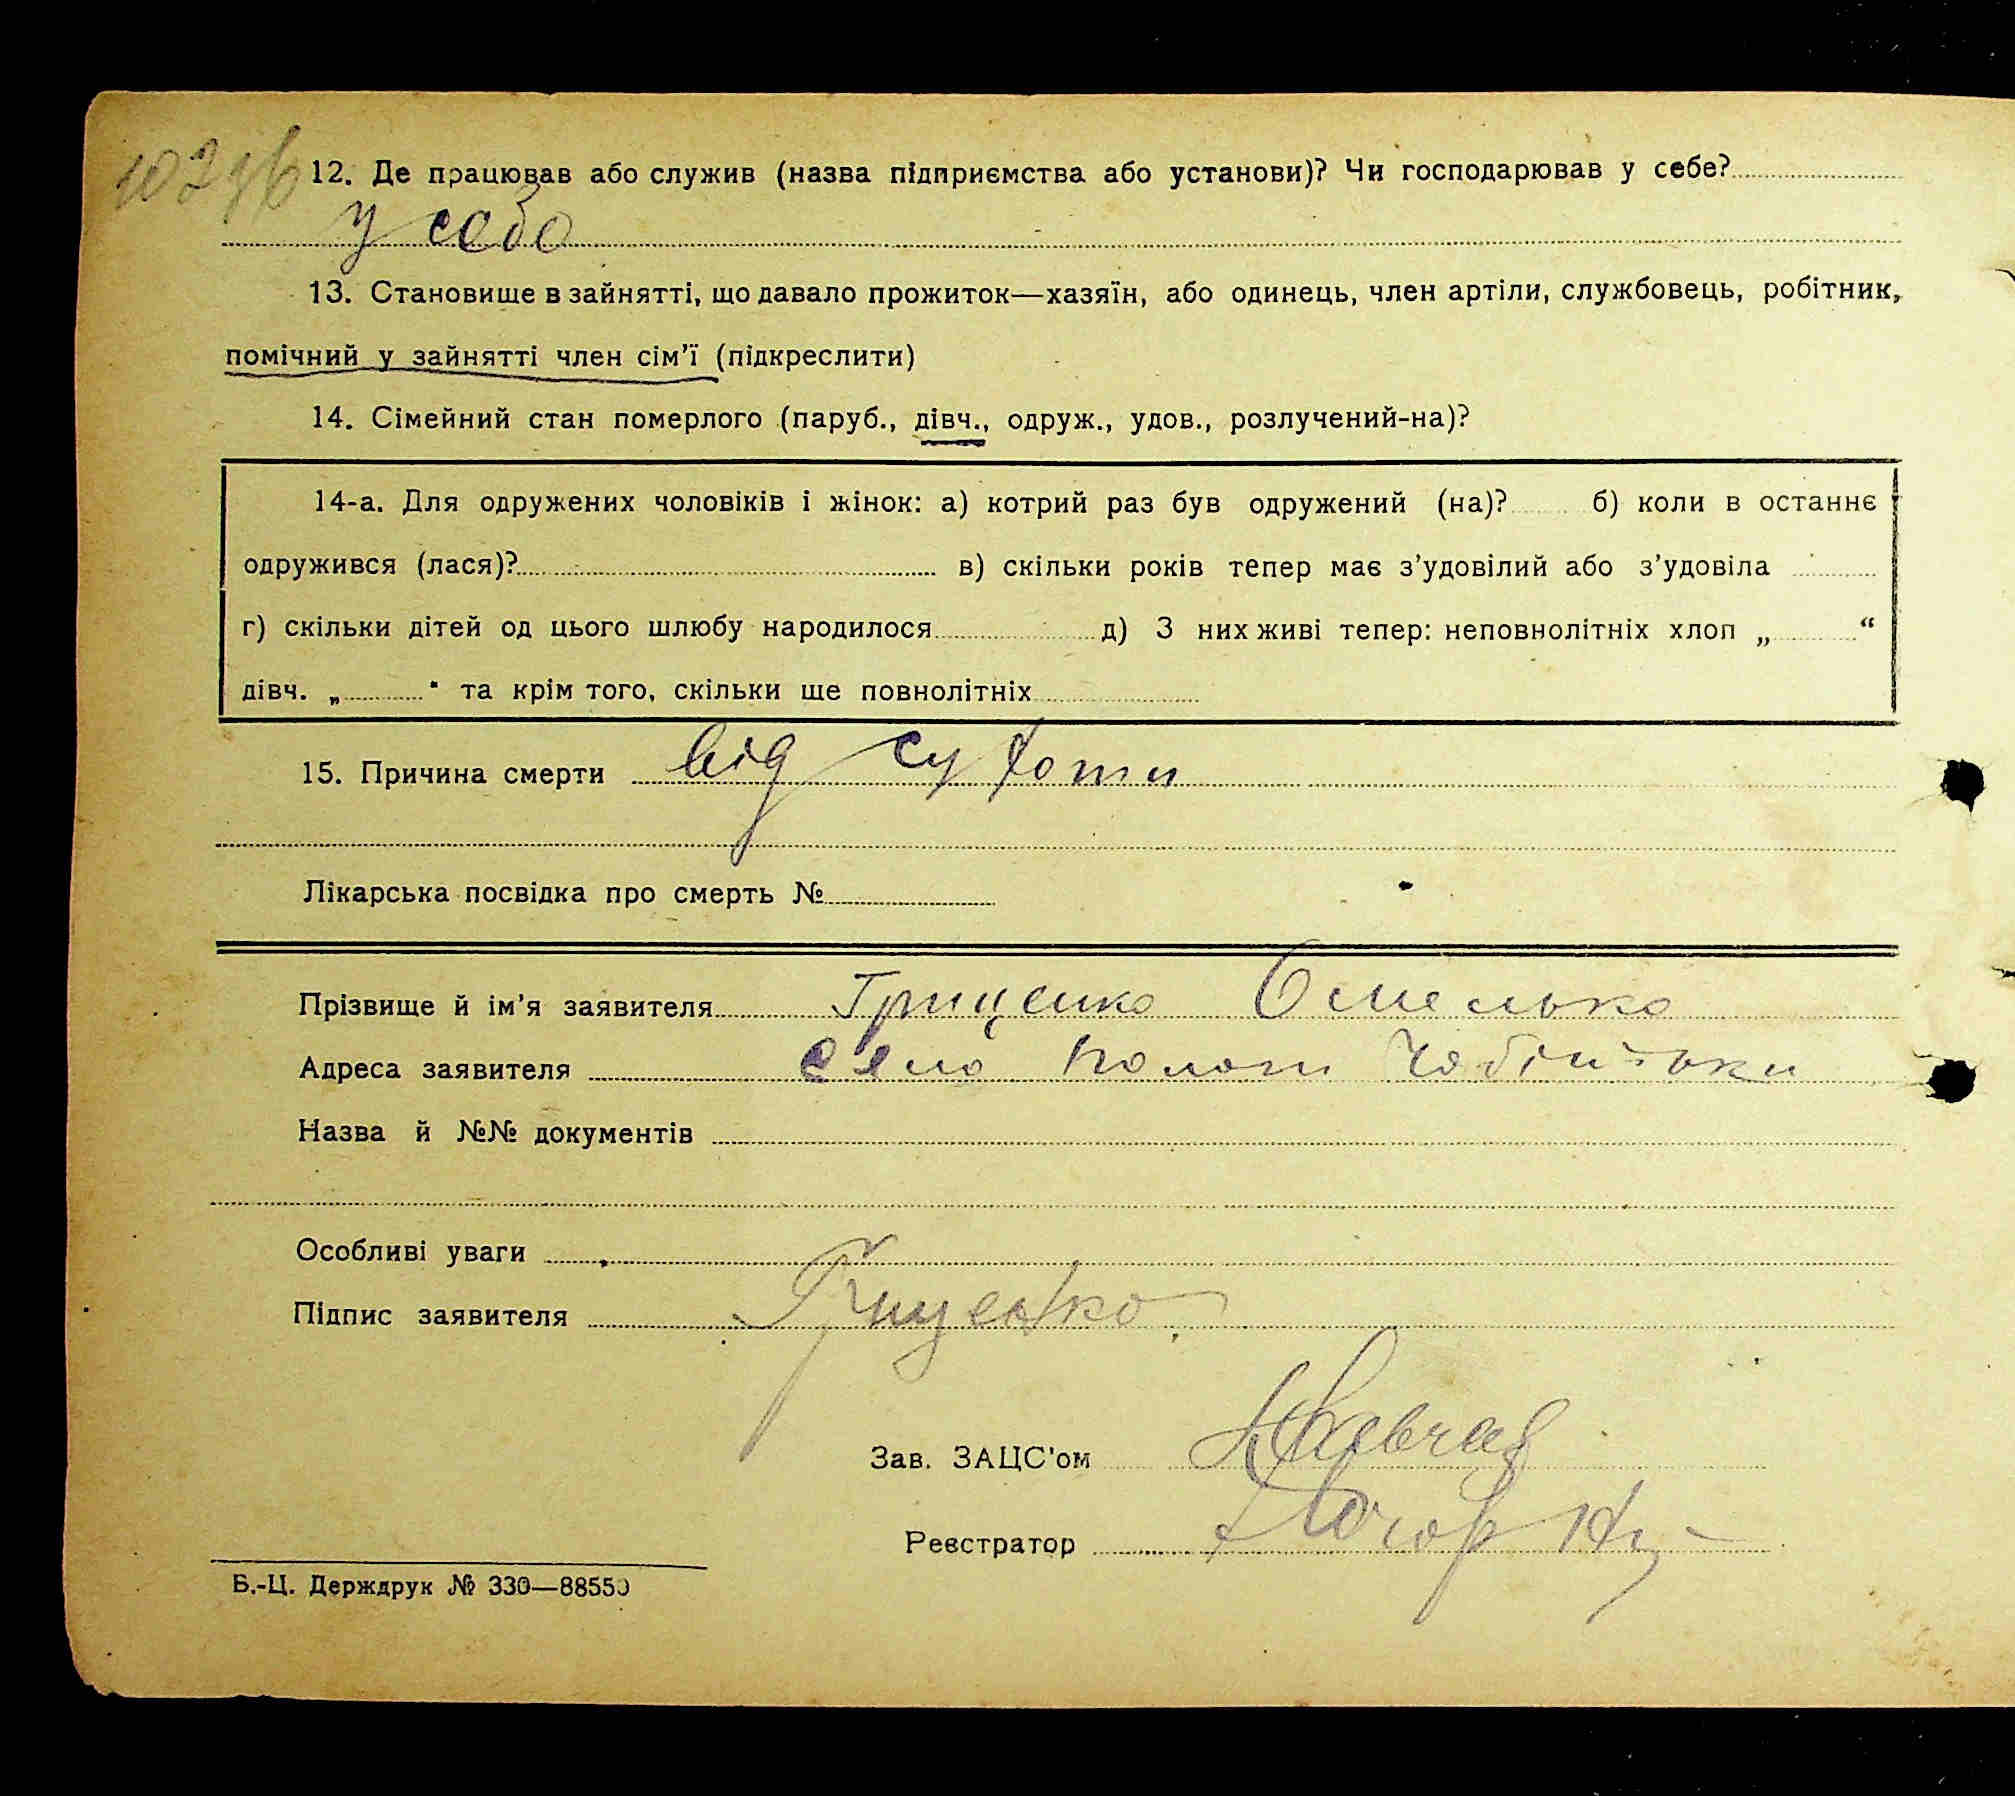 12. Де працював або служив (назва підприємства або установи)? Чи господарював у себе?
у себе
13. Становище в зайнятті, що давало прожиток—хазяїн, або одинець, член артіли, службовець, робітник,
помічний у зайнятті член сім’ї (підкреслити)
14. Сімейний стан померлого (паруб., дівч., одруж., удов., розлучений-на)?
14-а. Для одружених чоловіків і жінок: а) котрий раз був одружений (на)? б) коли в останнє
одружився (лася)? в) скільки років тепер має з’удовілий або з’удовіла
г) скільки дітей од цього шлюбу народилося д) З них живі тепер: неповнолітніх хлоп „ “
дівч. „ “ та крім того, скільки ще повнолітніх
15. Причина смерти від сухоти
Лікарська посвідка про смерть №
Прізвище й ім’я заявителя Грищенко Омелько
Адреса заявителя Село
Назва й №№ документів
Особливі уваги
Підпис заявителя Грищенко
Зав. ЗАЦС'ом
Реєстратор
Б.-Ц. Держдрук № 330—88550